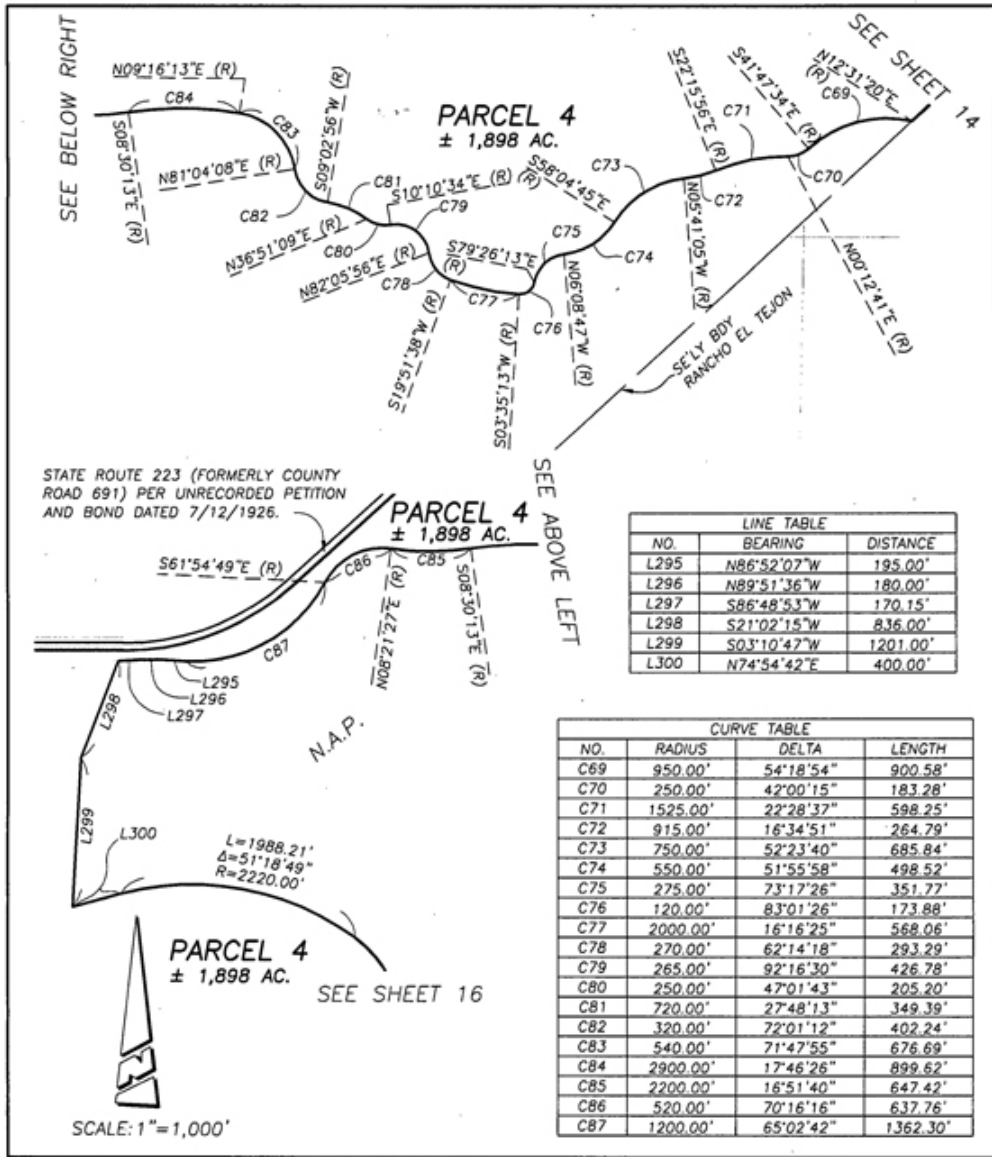 SEE BELOW RIGHT
N09°16'13"E (R)
C84
S08°30'13"E (R)
C83
N81°04'08"E (R)
S09°02'56"W (R)
C82
C81
N36°51'09"E (R)
S10°10'34"E (R)
C80
C79
N82°05'56"E (R)
C78
S19°51'38"W (R)
C77
PARCEL 4
± 1,898 AC.
S58°04'45"E (R)
S79°26'13"E (R)
C75
C76
S03°35'13"W (R)
C73
C74
N06°08'47"W (R)
S22°15'56"E (R)
C72
N05°41'05"W (R)
C71
S41°47'34"E (R)
C70
N00°12'41"E (R)
C69
N12°31'20"E (R)
SEE SHEET 14
SE'LY BDY
RANCHO EL TEJON
STATE ROUTE 223 (FORMERLY COUNTY
ROAD 691) PER UNRECORDED PETITION
AND BOND DATED 7/12/1926.
PARCEL 4
± 1,898 AC.
SEE ABOVE LEFT
S61°54'49"E (R)
C86
C85
N08°21'27"E (R)
S08°30'13"E (R)
C87
L295
L296
L297
L298
L299
L300
N.A.P.
L=1988.21'
Δ=51°18'49"
R=2220.00'
PARCEL 4
± 1,898 AC.
SEE SHEET 16
N
SCALE: 1"=1,000'
LINE TABLE
NO. BEARING DISTANCE
L295 N86°52'07"W 195.00'
L296 N89°51'36"W 180.00'
L297 S86°48'53"W 170.15'
L298 S21°02'15"W 836.00'
L299 S03°10'47"W 1201.00'
L300 N74°54'42"E 400.00'
CURVE TABLE
NO. RADIUS DELTA LENGTH
C69 950.00' 54°18'54" 900.58'
C70 250.00' 42°00'15" 183.28'
C71 1525.00' 22°28'37" 598.25'
C72 915.00' 16°34'51" 264.79'
C73 750.00' 52°23'40" 685.84'
C74 550.00' 51°55'58" 498.52'
C75 275.00' 73°17'26" 351.77'
C76 120.00' 83°01'26" 173.88'
C77 2000.00' 16°16'25" 568.06'
C78 270.00' 62°14'18" 293.29'
C79 265.00' 92°16'30" 426.78'
C80 250.00' 47°01'43" 205.20'
C81 720.00' 27°48'13" 349.39'
C82 320.00' 72°01'12" 402.24'
C83 540.00' 71°47'55" 676.69'
C84 2900.00' 17°46'26" 899.62'
C85 2200.00' 16°51'40" 647.42'
C86 520.00' 70°16'16" 637.76'
C87 1200.00' 65°02'42" 1362.30'